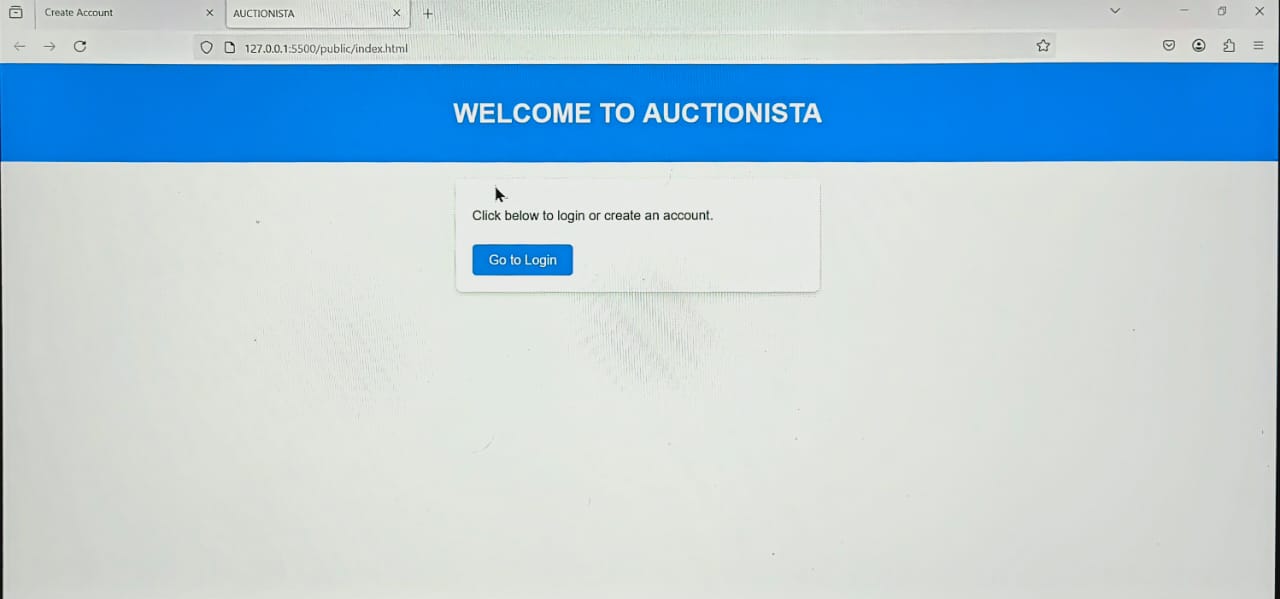 Create Account
AUCTIONISTA
127.0.0.1:5500/public/index.html
WELCOME TO AUCTIONISTA
Click below to login or create an account.
Go to Login